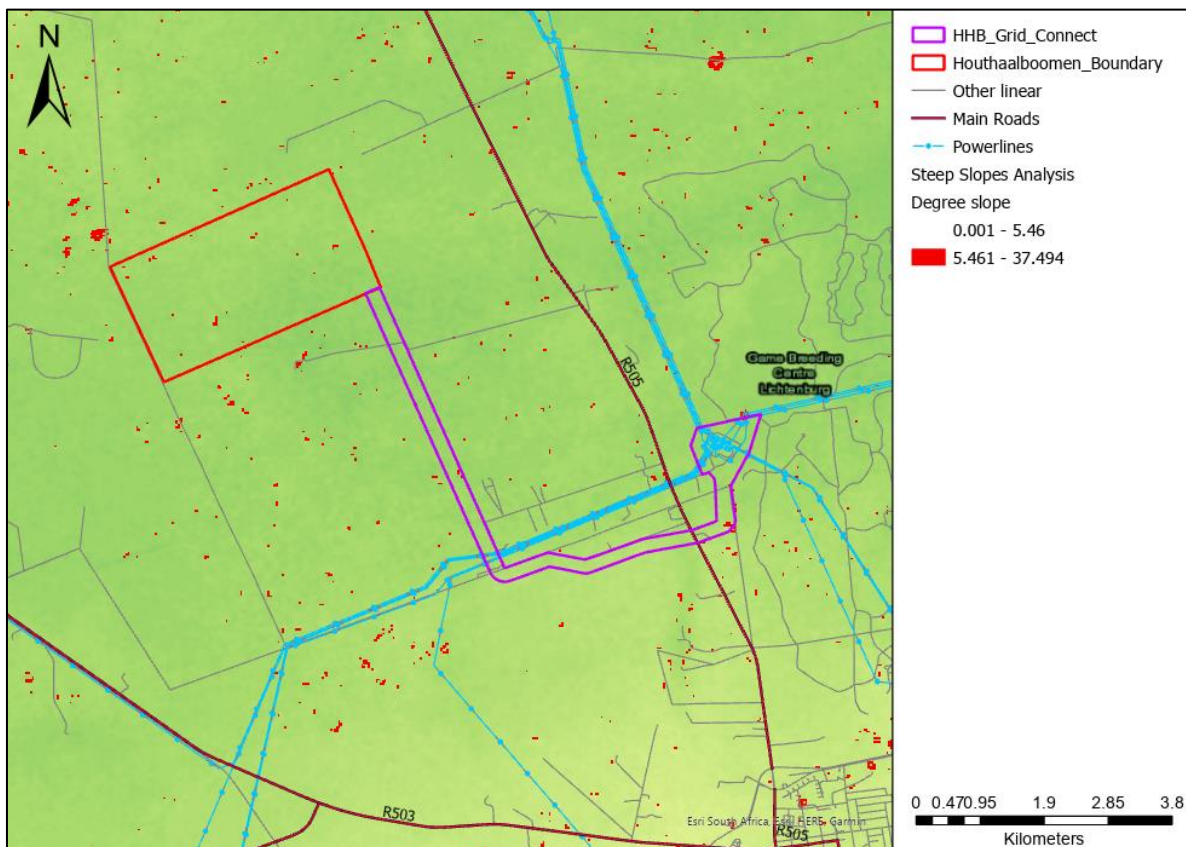 N
R505
Game Breeding
Centre
Lichtenburg
R503
Esri South Africa, Esri, HERE, Garmin
R505
HHB_Grid_Connect
Houthaalboomen_Boundary
Other linear
Main Roads
Powerlines
Steep Slopes Analysis
Degree slope
0.001 - 5.46
5.461 - 37.494
0 0.47 0.95 1.9 2.85 3.8
Kilometers